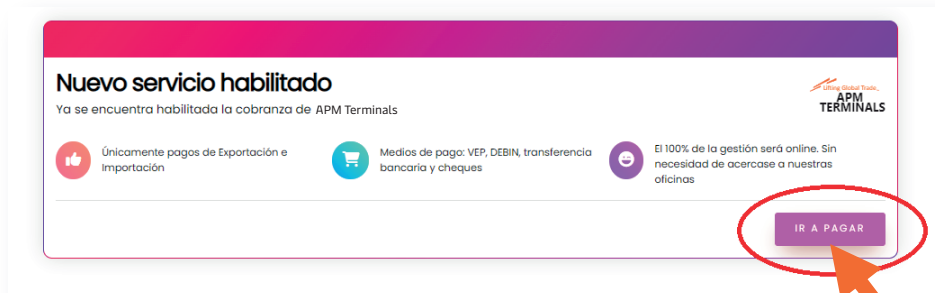 Nuevo servicio habilitado
Ya se encuentra habilitada la cobranza de APM Terminals
Lifting Global Trade_
APM
TERMINALS
Únicamente pagos de Exportación e
Importación
Medios de pago: VEP, DEBIN, transferencia
bancaria y cheques
El 100% de la gestión será online. Sin
necesidad de acercase a nuestras
oficinas
IR A PAGAR